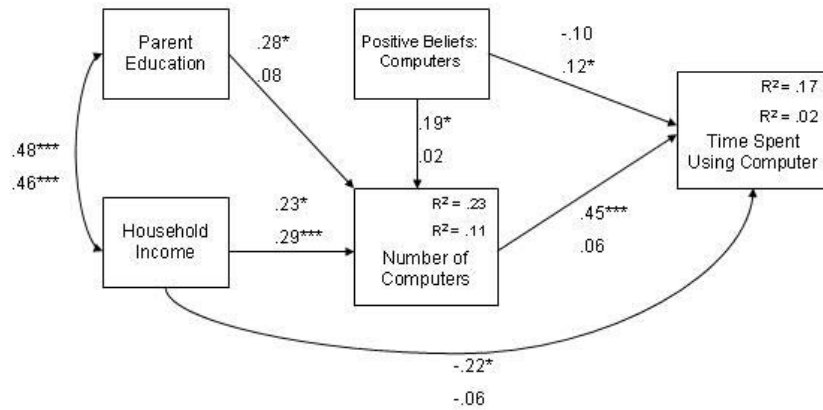 Parent
Education
.28*
.08
Positive Beliefs:
Computers
-.10
.12*
R² = .17
R² = .02
Time Spent
Using Computer
.48***
.46***
.19*
.02
Household
Income
.23*
.29***
R² = .23
R² = .11
Number of
Computers
.45***
.06
-.22*
-.06